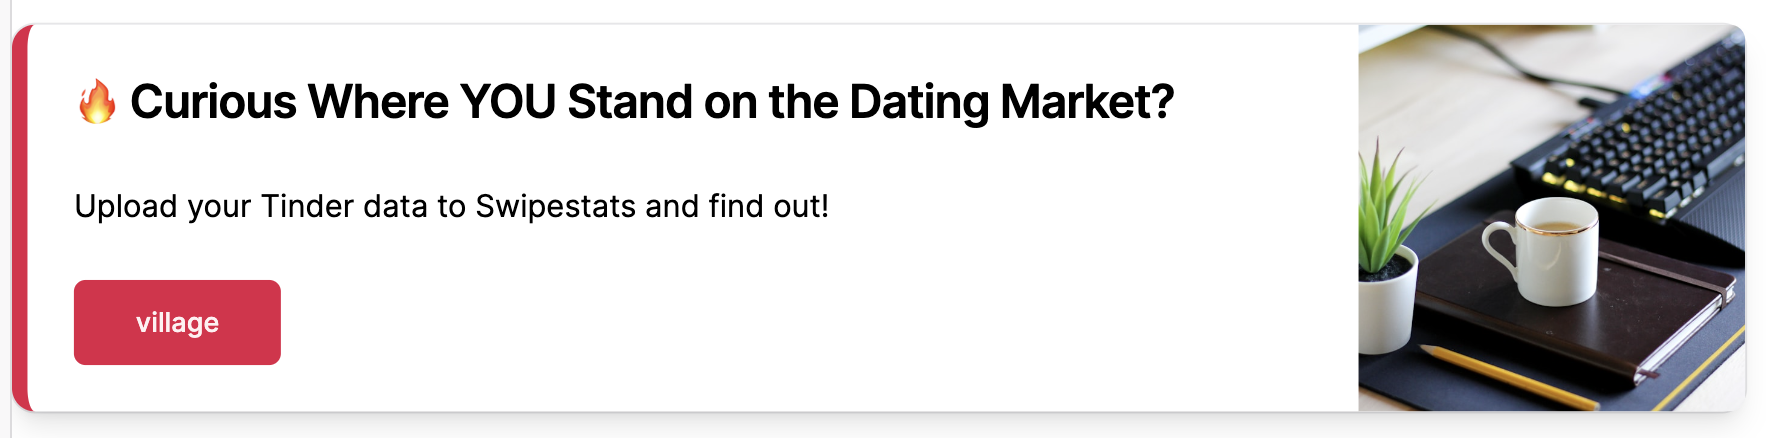 🔥 Curious Where YOU Stand on the Dating Market?
Upload your Tinder data to Swipestats and find out!
village